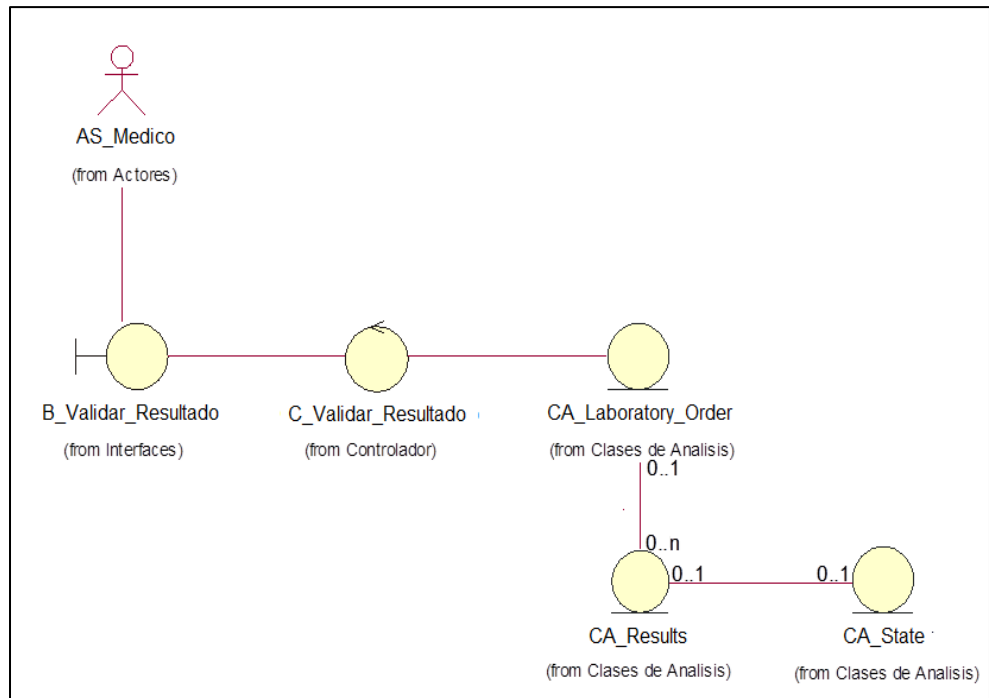 AS_Medico
(from Actores)
B_Validar_Resultado
(from Interfaces)
C_Validar_Resultado
(from Controlador)
CA_Laboratory_Order
(from Clases de Analisis)
0..1
0..n
0..1
0..1
CA_Results
(from Clases de Analisis)
CA_State
(from Clases de Analisis)